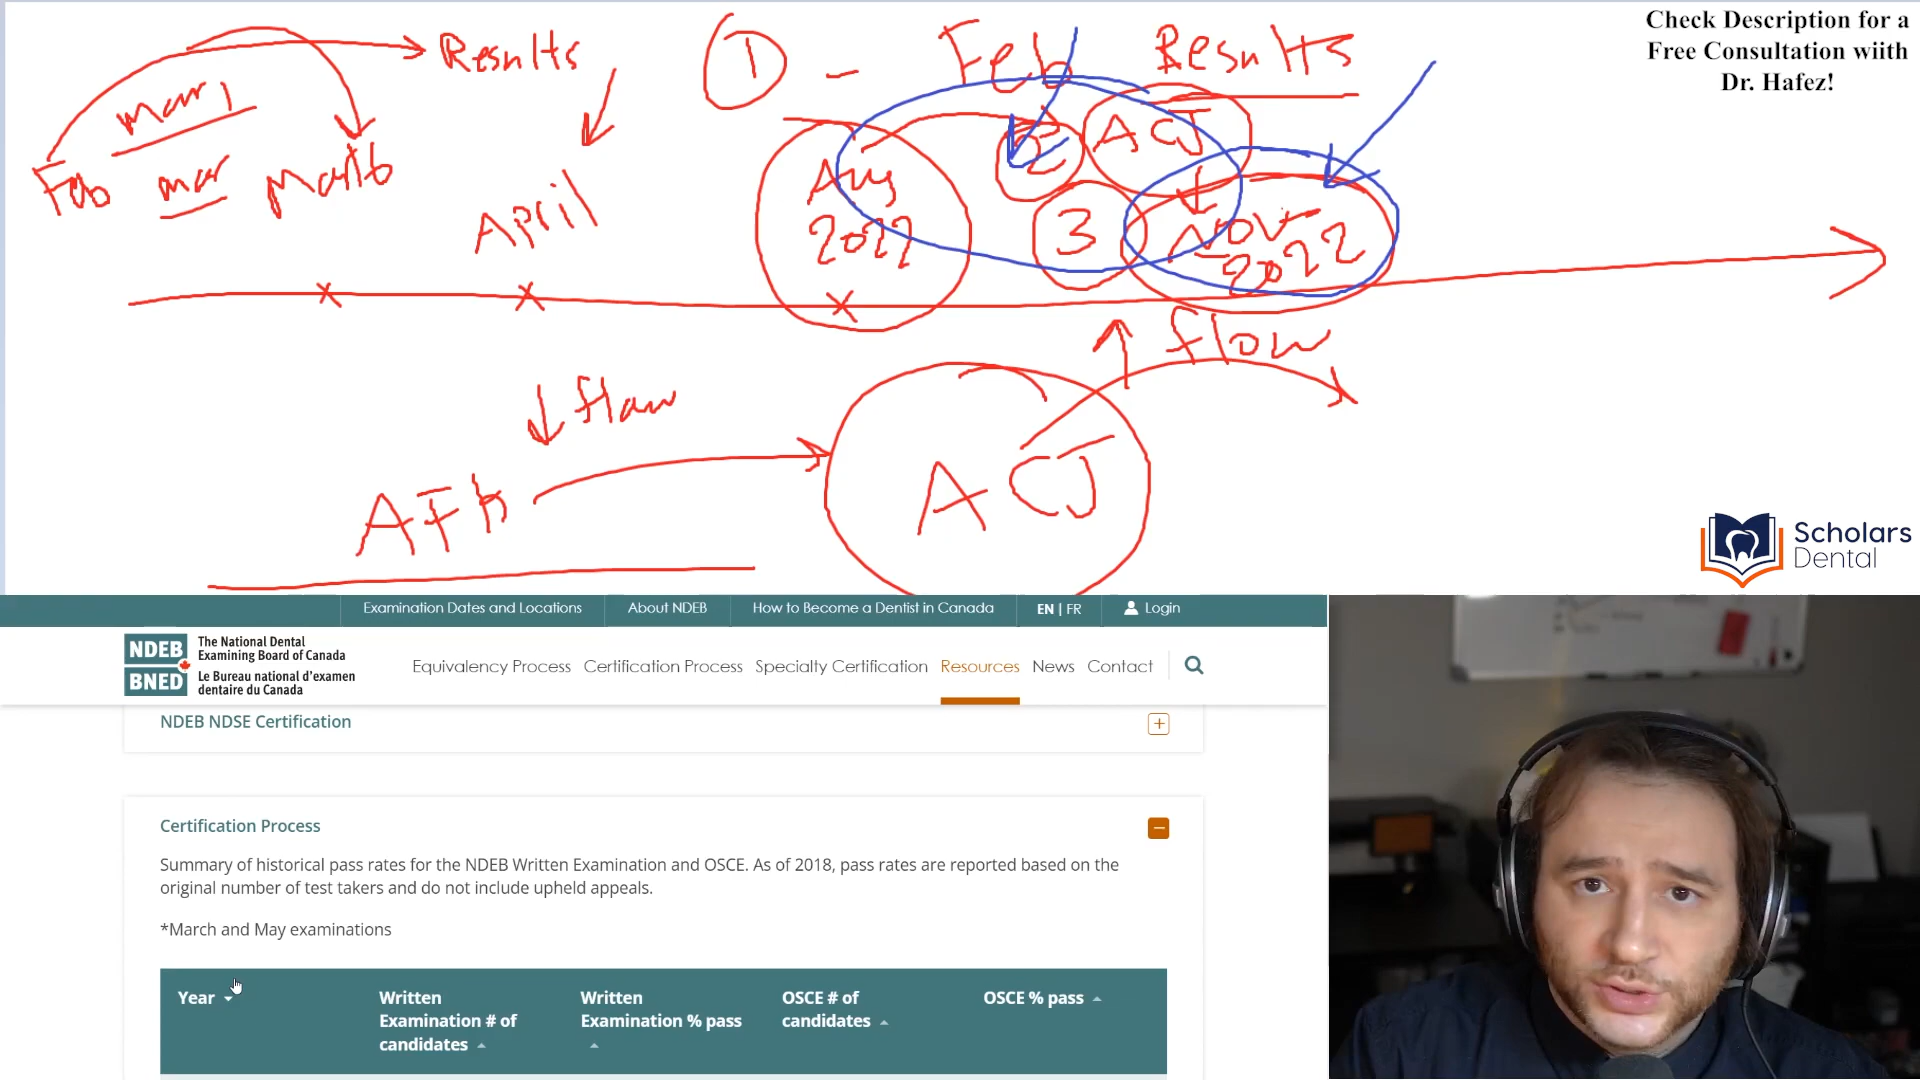 Check Description for a
Free Consultation wiith
Dr. Hafez!
Results
1 - Feb Results
mar 1
Feb mar
April
Aug
2022
2 ACJ
3 Nov
2022
↓ flow
↑ flow
AFK
ACJ
Scholars
Dental
Examination Dates and Locations About NDEB How to Become a Dentist in Canada EN | FR Login
NDEB
BNED
The National Dental
Examining Board of Canada
Le Bureau national d'examen
dentaire du Canada
Equivalency Process Certification Process Specialty Certification Resources News Contact
NDEB NDSE Certification
Certification Process
Summary of historical pass rates for the NDEB Written Examination and OSCE. As of 2018, pass rates are reported based on the
original number of test takers and do not include upheld appeals.
*March and May examinations
Year
Written
Examination # of
candidates
Written
Examination % pass
OSCE # of
candidates
OSCE % pass